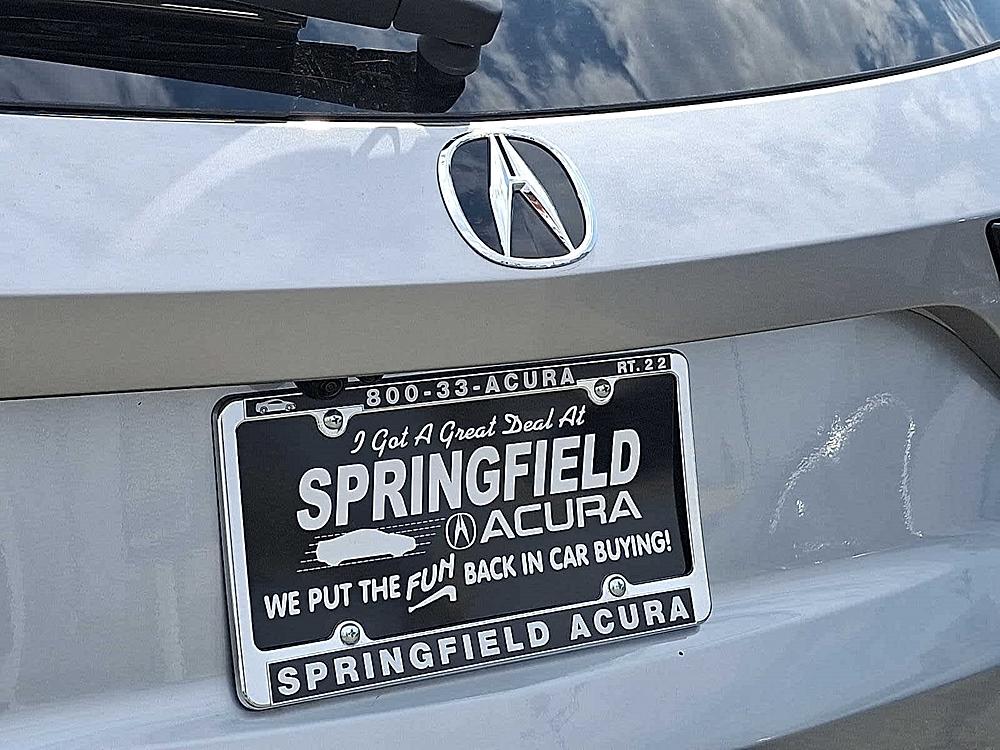 800-33-ACURA RT. 22
I Got A Great Deal At
SPRINGFIELD
ACURA
WE PUT THE FUN BACK IN CAR BUYING!
SPRINGFIELD ACURA